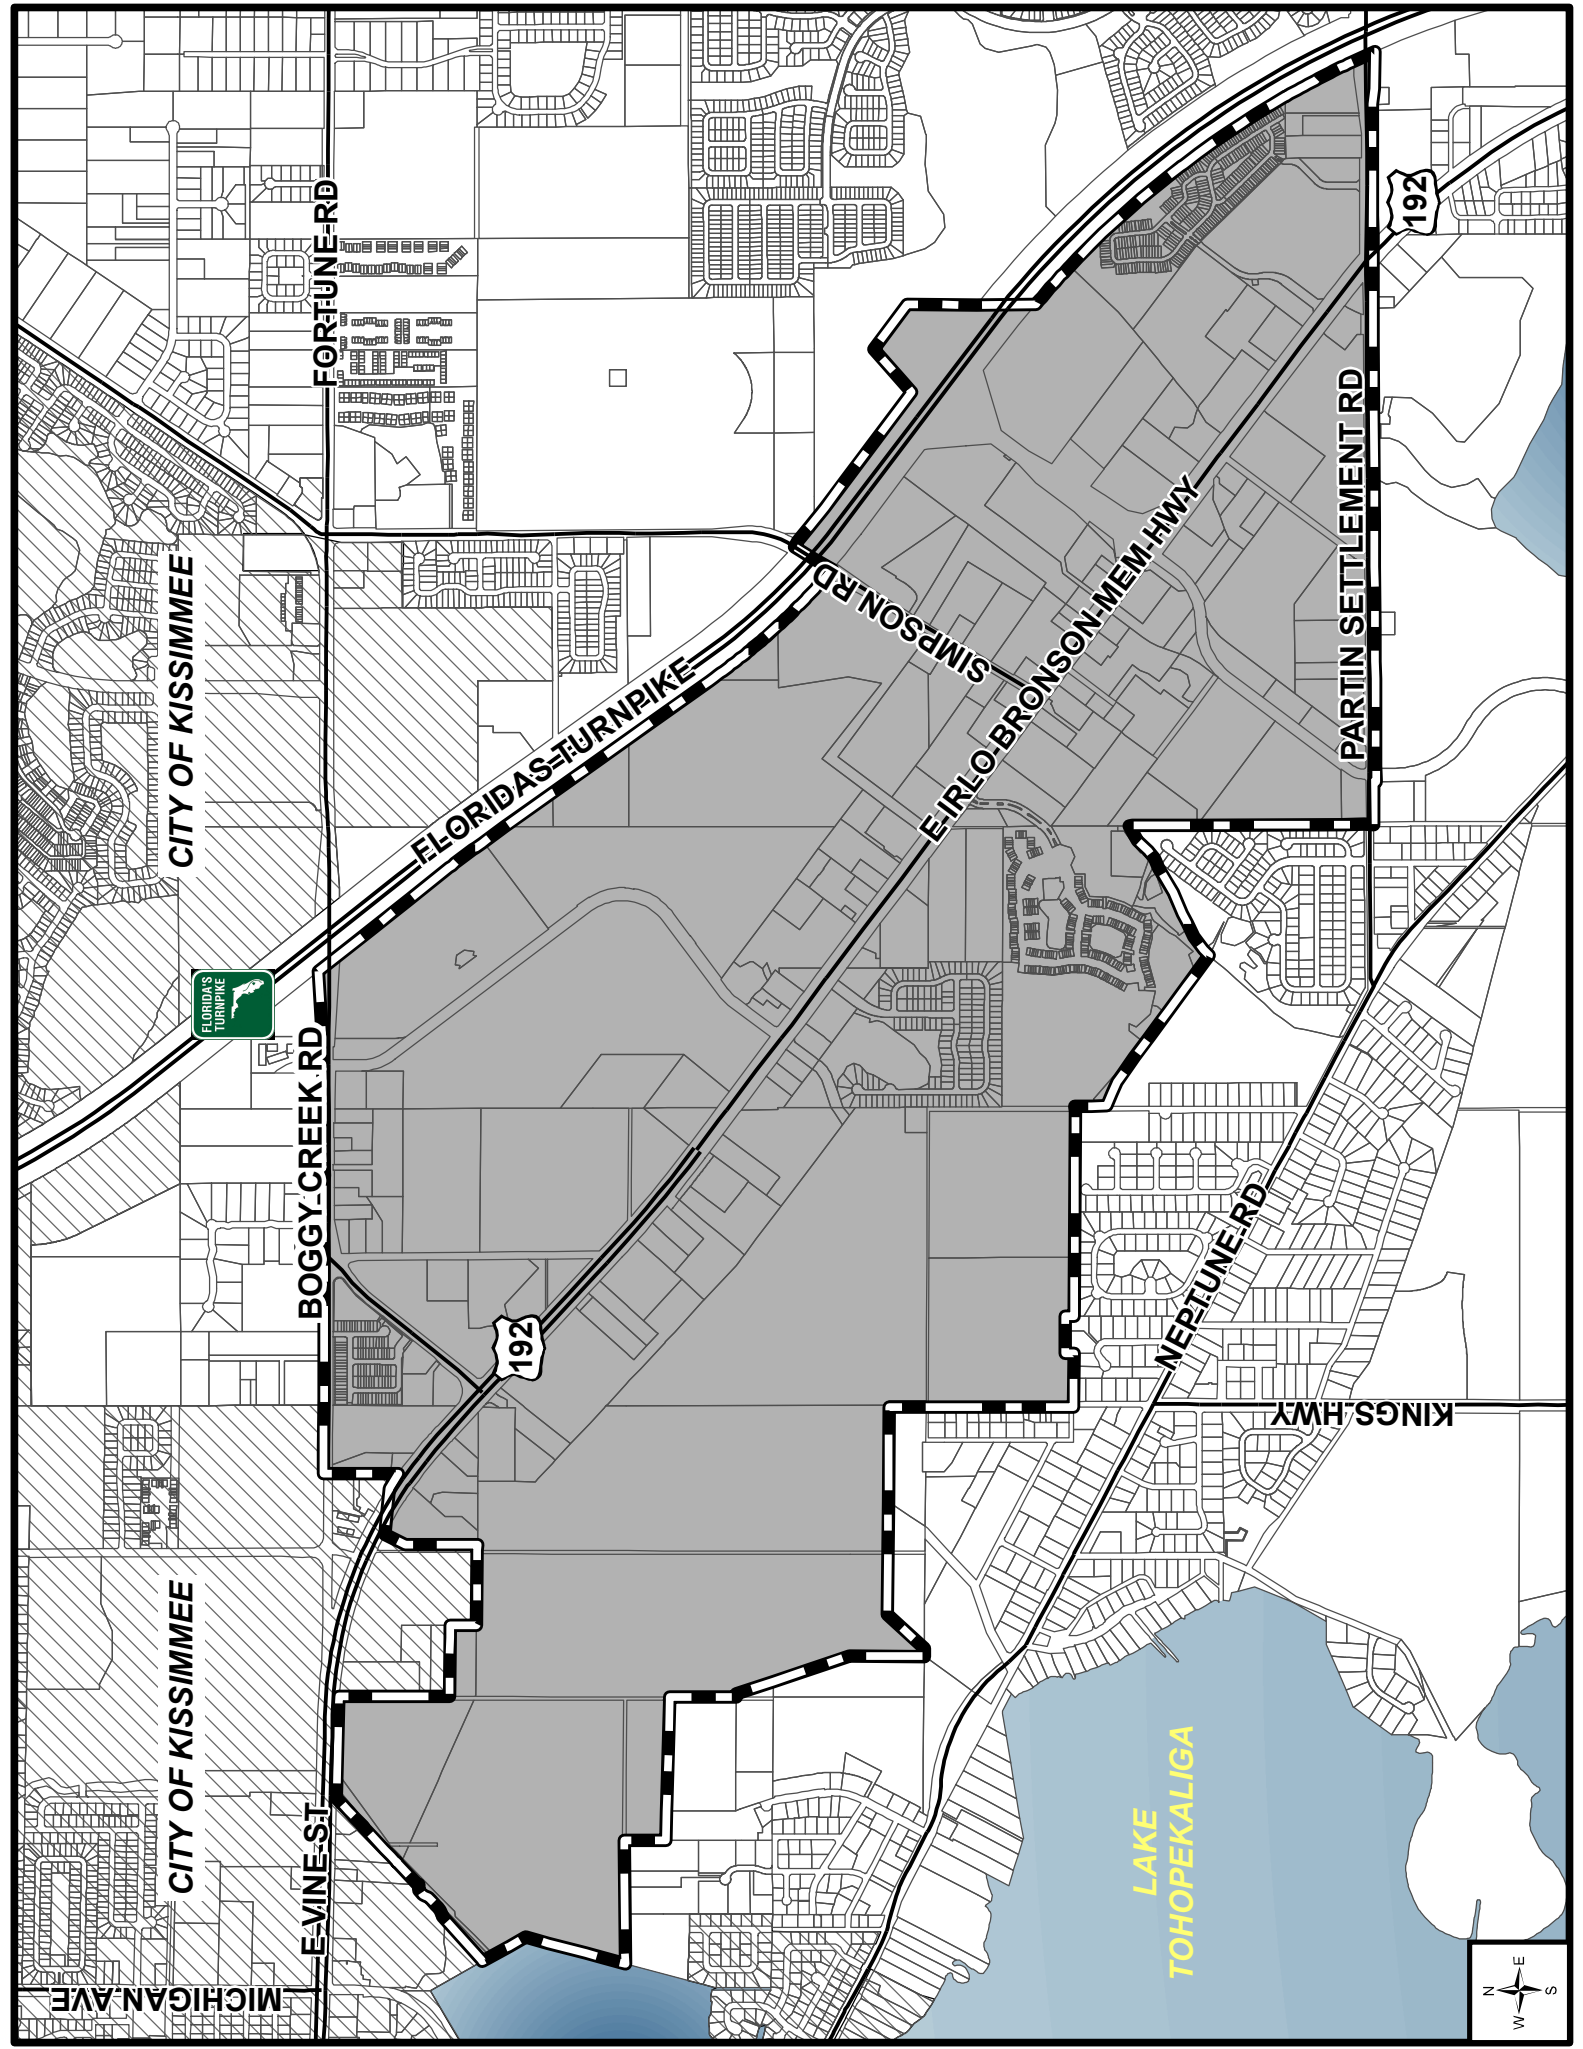 MICHIGAN AVE
E VINE ST
CITY OF KISSIMMEE
BOGGY CREEK RD
FLORIDA'S
TURNPIKE
CITY OF KISSIMMEE
FORTUNE RD
192
FLORIDAS TURNPIKE
SIMPSON RD
E IRLO BRONSON MEM HWY
PARTIN SETTLEMENT RD
192
NEPTUNE RD
KINGS HWY
LAKE
TOHOPEKALIGA
N
W E
S